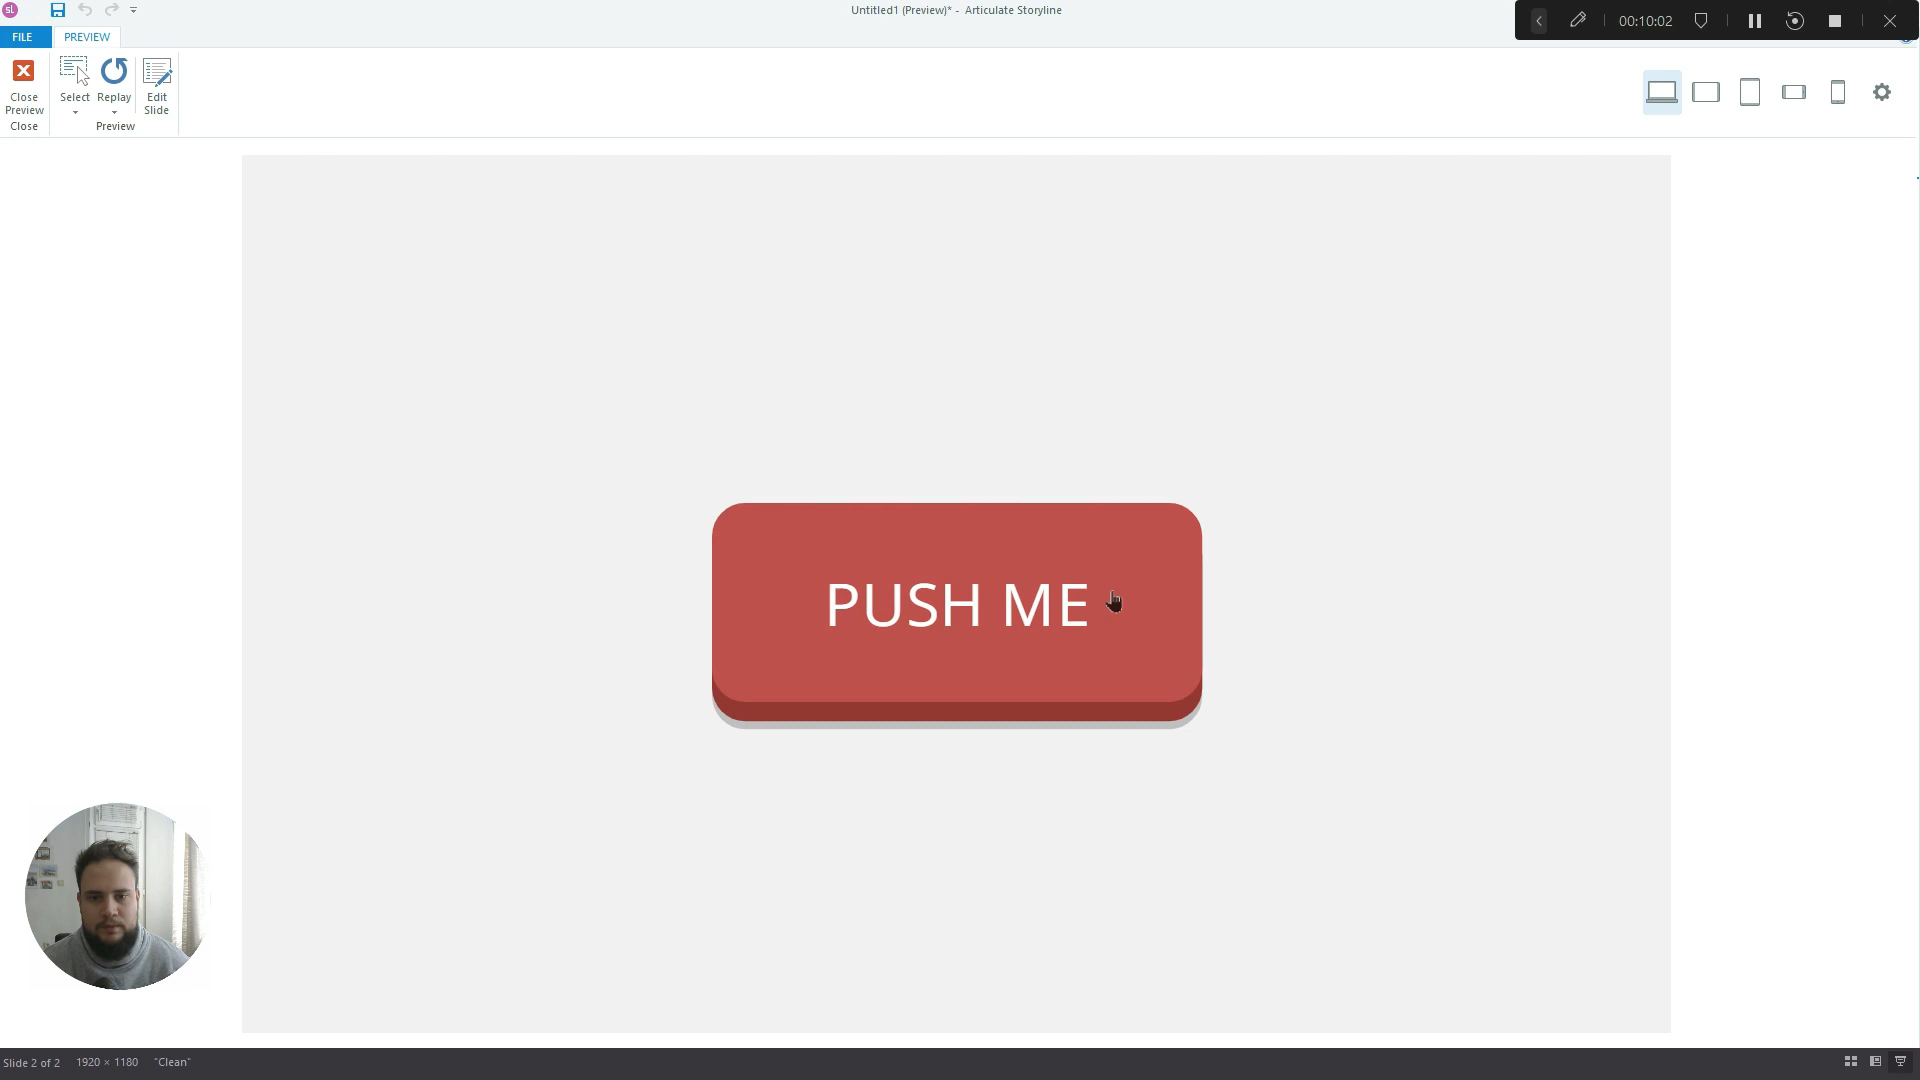 sL
Untitled1 (Preview)* - Articulate Storyline
00:10:02
FILE
PREVIEW
Close Preview
Select
Replay
Edit Slide
Close
Preview
PUSH ME
Slide 2 of 2
1920 × 1180
"Clean"